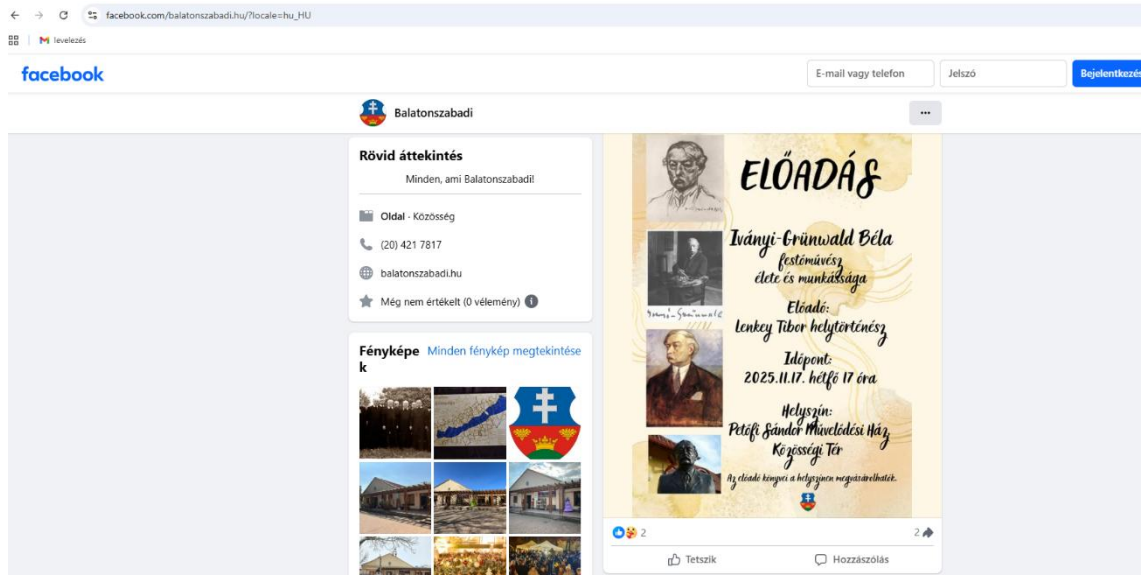 facebook.com/balatonszabadi.hu/?locale=hu_HU
levelezés
facebook
E-mail vagy telefon
Jelszó
Bejelentkezés
Balatonszabadi
Rövid áttekintés
Minden, ami Balatonszabadi!
Oldal · Közösség
(20) 421 7817
balatonszabadi.hu
Még nem értékelt (0 vélemény)
Fényképe
k
Minden fénykép megtekintése
ELŐADÁS
Iványi-Grünwald Béla
festőművész
élete és munkássága
Előadó:
Lenkey Tibor helytörténész
Időpont:
2025.11.17. hétfő 17 óra
Helyszín:
Petőfi Sándor Művelődési Ház
Közösségi Tér
Az előadó könyvei a helyszínen megvásárolhatók.
2
2
Tetszik
Hozzászólás